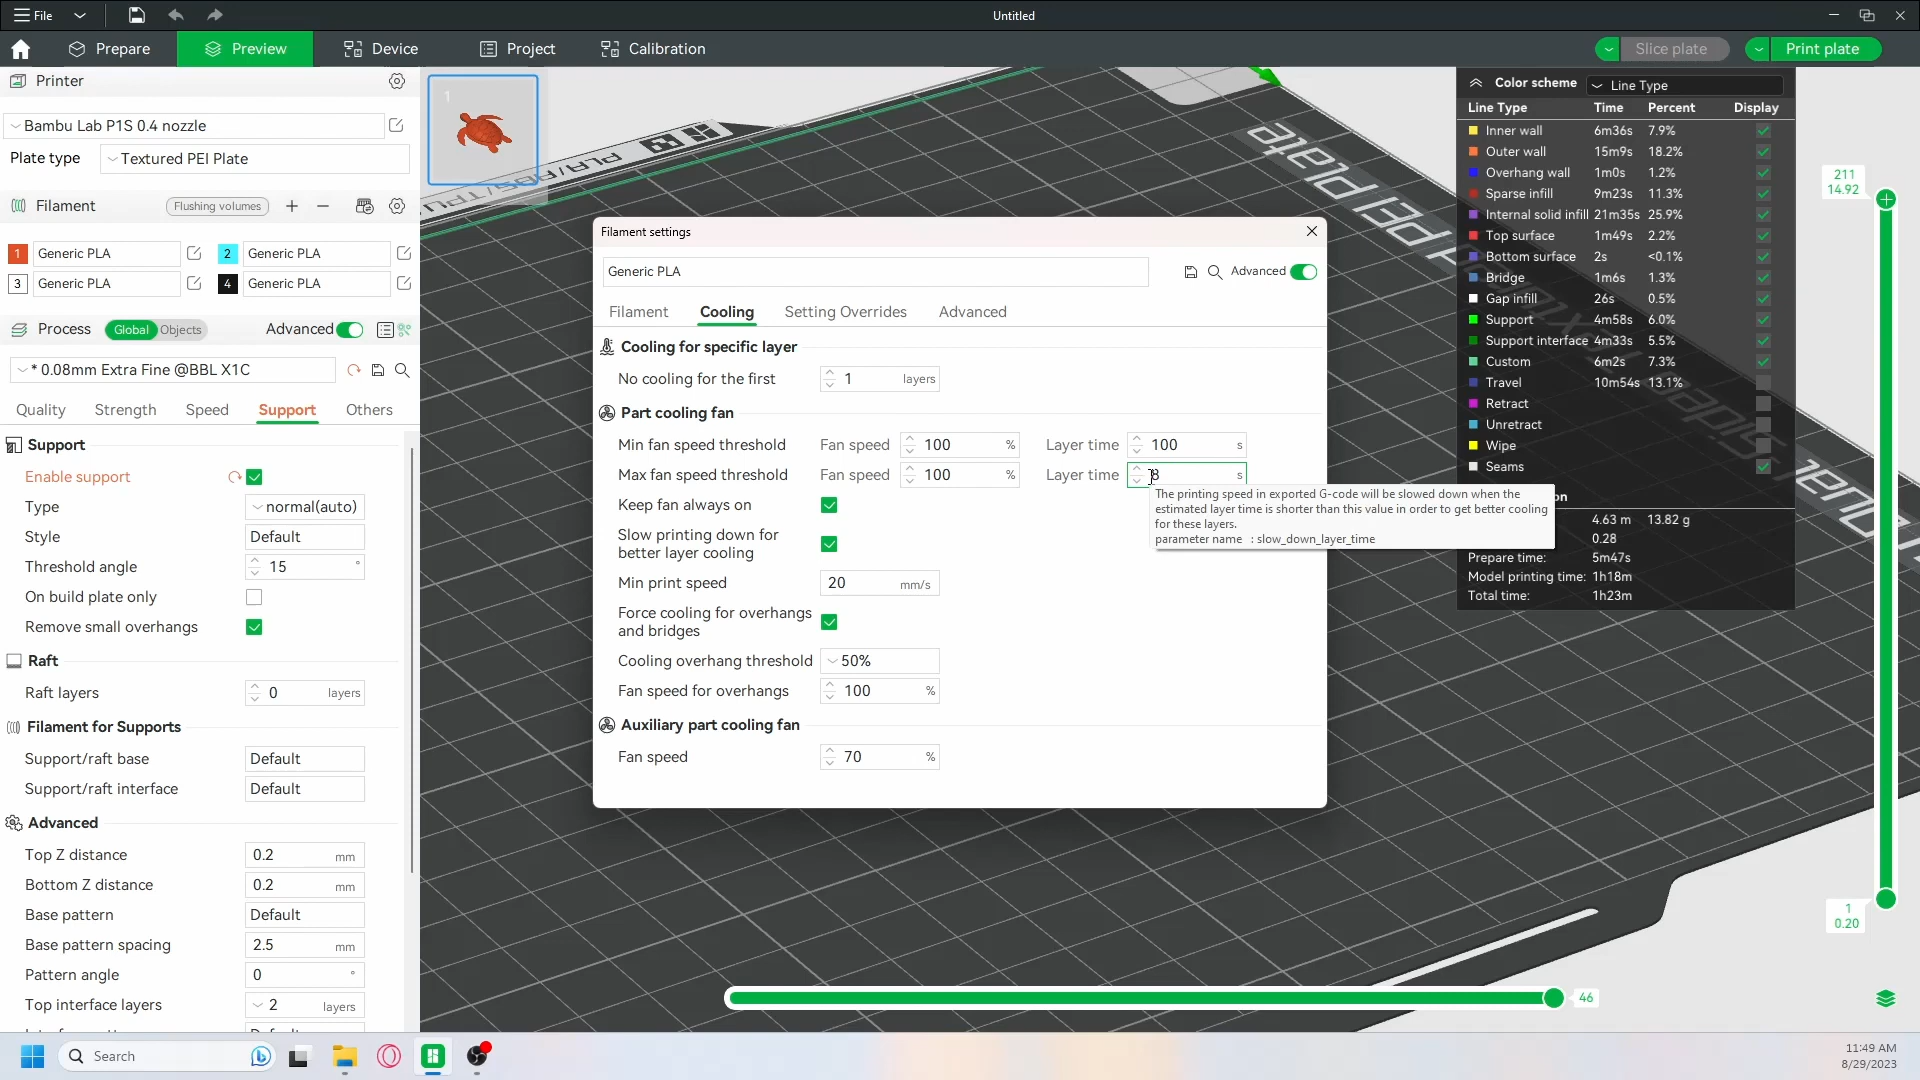 File
Untitled
Prepare
Preview
Device
Project
Calibration
Slice plate
Print plate
Printer
Bambu Lab P1S 0.4 nozzle
Plate type
Textured PEI Plate
Filament
Flushing volumes
1 Generic PLA
2 Generic PLA
3 Generic PLA
4 Generic PLA
Process
Global
Objects
Advanced
* 0.08mm Extra Fine @BBL X1C
Quality
Strength
Speed
Support
Others
Support
Enable support
Type normal(auto)
Style Default
Threshold angle 15 °
On build plate only
Remove small overhangs
Raft
Raft layers 0 layers
Filament for Supports
Support/raft base Default
Support/raft interface Default
Advanced
Top Z distance 0.2 mm
Bottom Z distance 0.2 mm
Base pattern Default
Base pattern spacing 2.5 mm
Pattern angle 0 °
Top interface layers 2 layers
1
Filament settings
Generic PLA
Advanced
Filament
Cooling
Setting Overrides
Advanced
Cooling for specific layer
No cooling for the first 1 layers
Part cooling fan
Min fan speed threshold Fan speed 100 % Layer time 100 s
Max fan speed threshold Fan speed 100 % Layer time 8 s
Keep fan always on
Slow printing down for
better layer cooling
Min print speed 20 mm/s
Force cooling for overhangs
and bridges
Cooling overhang threshold 50%
Fan speed for overhangs 100 %
Auxiliary part cooling fan
Fan speed 70 %
The printing speed in exported G-code will be slowed down when the
estimated layer time is shorter than this value in order to get better cooling
for these layers.
parameter name : slow_down_layer_time
Color scheme Line Type
Line Type Time Percent Display
Inner wall 6m36s 7.9%
Outer wall 15m9s 18.2%
Overhang wall 1m0s 1.2%
Sparse infill 9m23s 11.3%
Internal solid infill 21m35s 25.9%
Top surface 1m49s 2.2%
Bottom surface 2s <0.1%
Bridge 1m6s 1.3%
Gap infill 26s 0.5%
Support 4m58s 6.0%
Support interface 4m33s 5.5%
Custom 6m2s 7.3%
Travel 10m54s 13.1%
Retract
Unretract
Wipe
Seams
on
4.63 m 13.82 g
0.28
Prepare time: 5m47s
Model printing time: 1h18m
Total time: 1h23m
211
14.92
1
0.20
46
Search
11:49 AM
8/29/2023